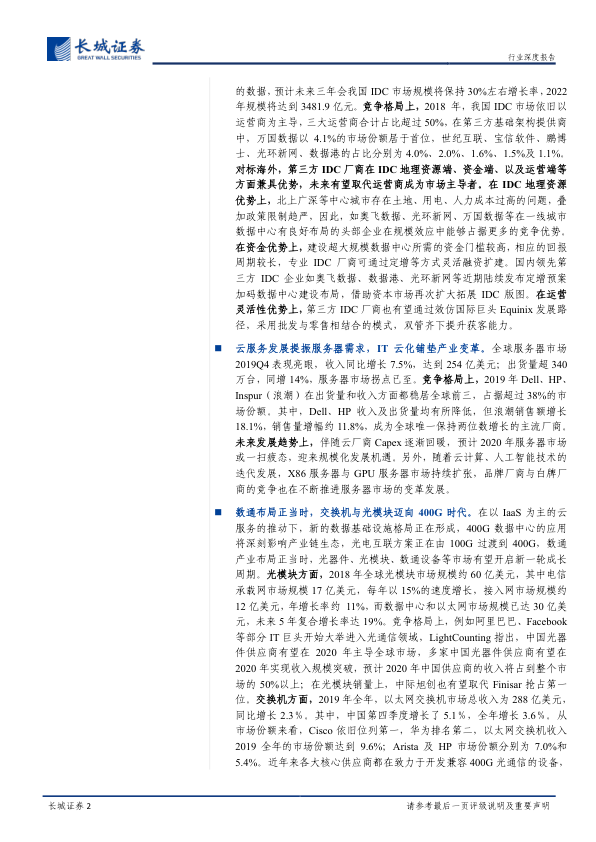 长城证券
GREAT WALL SECURITIES
行业深度报告
的数据，预计未来三年会我国 IDC 市场规模将保持 30%左右增长率，2022
年规模将达到 3481.9 亿元。竞争格局上，2018 年，我国 IDC 市场依旧以
运营商为主导，三大运营商合计占比超过 50%，在第三方基础架构提供商
中，万国数据以 4.1%的市场份额居于首位，世纪互联、宝信软件、鹏博
士、光环新网、数据港的占比分别为 4.0%、2.0%、1.6%、1.5%及 1.1%。
对标海外，第三方 IDC 厂商在 IDC 地理资源端、资金端、以及运营端等
方面兼具优势，未来有望取代运营商成为市场主导者。在 IDC 地理资源
优势上，北上广深等中心城市存在土地、用电、人力成本过高的问题，叠
加政策限制趋严，因此，如奥飞数据、光环新网、万国数据等在一线城市
数据中心有良好布局的头部企业在规模效应中能够占据更多的竞争优势。
在资金优势上，建设超大规模数据中心所需的资金门槛较高，相应的回报
周期较长，专业 IDC 厂商可通过定增等方式灵活融资扩建。国内领先第
三方 IDC 企业如奥飞数据、数据港、光环新网等近期陆续发布定增预案
加码数据中心建设布局，借助资本市场再次扩大拓展 IDC 版图。在运营
灵活性优势上，第三方 IDC 厂商也有望通过效仿国际巨头 Equinix 发展路
径，采用批发与零售相结合的模式，双管齐下提升获客能力。
■ 云服务发展提振服务器需求，IT 云化铺垫产业变革。全球服务器市场
2019Q4 表现亮眼，收入同比增长 7.5%，达到 254 亿美元；出货量超 340
万台，同增 14%，服务器市场拐点已至。竞争格局上，2019 年 Dell、HP、
Inspur（浪潮）在出货量和收入方面都稳居全球前三，占据超过 38%的市
场份额。其中，Dell、HP 收入及出货量均有所降低，但浪潮销售额增长
18.1%，销售量增幅约 11.8%，成为全球唯一保持两位数增长的主流厂商。
未来发展趋势上，伴随云厂商 Capex 逐渐回暖，预计 2020 年服务器市场
或一扫疲态，迎来规模化发展机遇。另外，随着云计算、人工智能技术的
迭代发展，X86 服务器与 GPU 服务器市场持续扩张，品牌厂商与白牌厂
商的竞争也在不断推进服务器市场的变革发展。
■ 数通布局正当时，交换机与光模块迈向 400G 时代。在以 IaaS 为主的云
服务的推动下，新的数据基础设施格局正在形成，400G 数据中心的应用
将深刻影响产业链生态，光电互联方案正在由 100G 过渡到 400G，数通
产业布局正当时，光器件、光模块、数通设备等市场有望开启新一轮成长
周期。光模块方面，2018 年全球光模块市场规模约 60 亿美元，其中电信
承载网市场规模 17 亿美元，每年以 15%的速度增长，接入网市场规模约
12 亿美元，年增长率约 11%，而数据中心和以太网市场规模已达 30 亿美
元，未来 5 年复合增长率达 19%。竞争格局上，例如阿里巴巴、Facebook
等部分 IT 巨头开始大举进入光通信领域，LightCounting 指出，中国光器
件供应商有望在 2020 年主导全球市场，多家中国光器件供应商有望在
2020 年实现收入规模突破，预计 2020 年中国供应商的收入将占到整个市
场的 50%以上；在光模块销量上，中际旭创也有望取代 Finisar 抢占第一
位。交换机方面，2019 年全年，以太网交换机市场总收入为 288 亿美元，
同比增长 2.3％。其中，中国第四季度增长了 5.1％，全年增长 3.6％。从
市场份额来看，Cisco 依旧位列第一，华为排名第二，以太网交换机收入
2019 全年的市场份额达到 9.6%；Arista 及 HP 市场份额分别为 7.0%和
5.4%。近年来各大核心供应商都在致力于开发兼容 400G 光通信的设备，
长城证券 2
请参考最后一页评级说明及重要声明